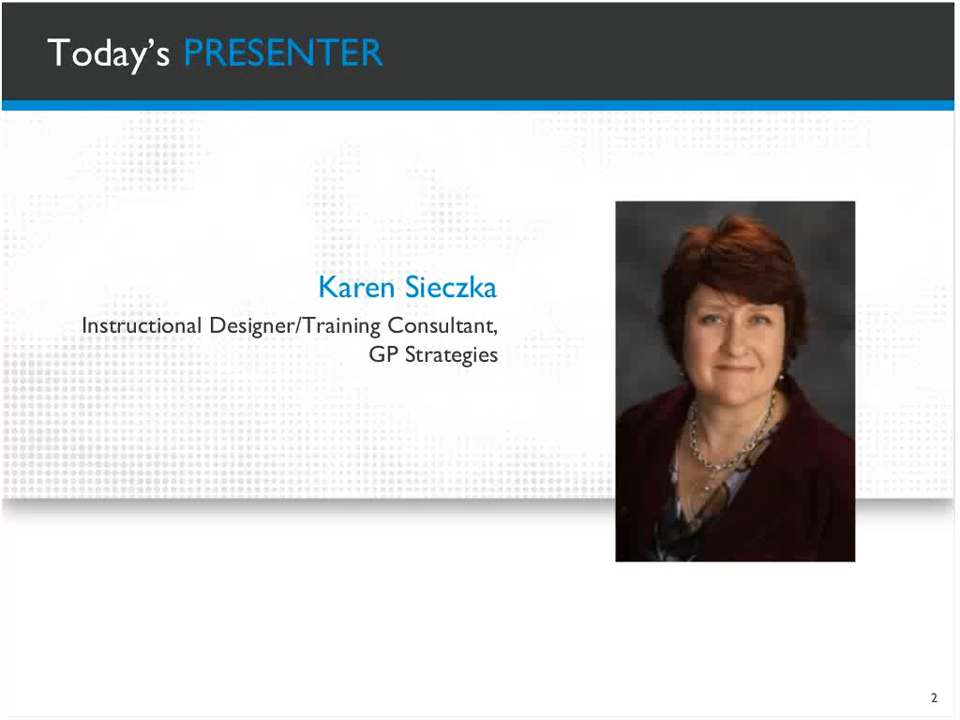 Today's PRESENTER
Karen Sieczka
Instructional Designer/Training Consultant,
GP Strategies
2